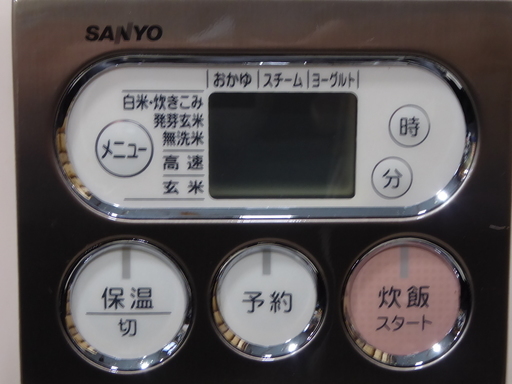 SANYO
おかゆ スチーム ヨーグルト
白米・炊きこみ
発芽玄米
無洗米
高速
玄米
メニュー
時
分
保温
切
予約
炊飯
スタート